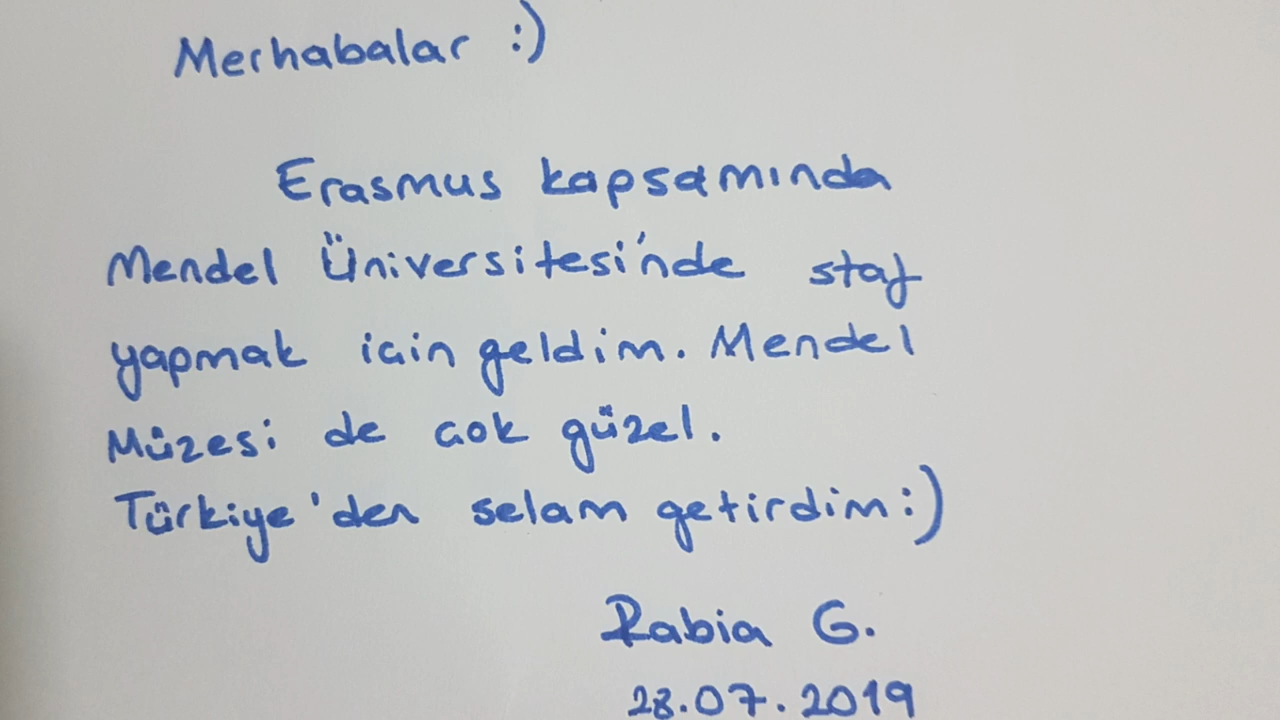 Merhabalar :)
Erasmus kapsamında
Mendel Üniversitesi'nde staj
yapmak için geldim. Mendel
Müzesi de çok güzel.
Türkiye'den selam getirdim:)
Rabia G.
28.07.2019